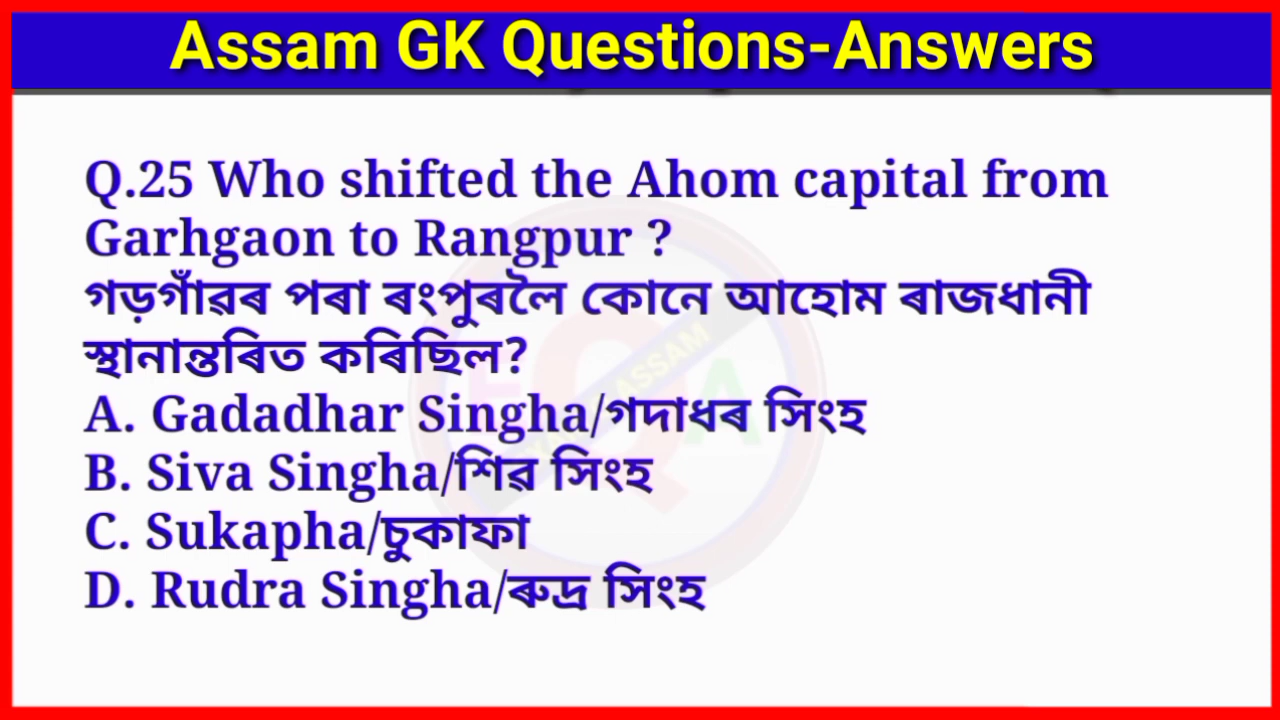 Assam GK Questions-Answers
Q.25 Who shifted the Ahom capital from
Garhgaon to Rangpur ?
গড়গাঁৱৰ পৰা ৰংপুৰলৈ কোনে আহোম ৰাজধানী
স্থানান্তৰিত কৰিছিল?
A. Gadadhar Singha/গদাধৰ সিংহ
B. Siva Singha/শিৱ সিংহ
C. Sukapha/চুকাফা
D. Rudra Singha/ৰুদ্ৰ সিংহ